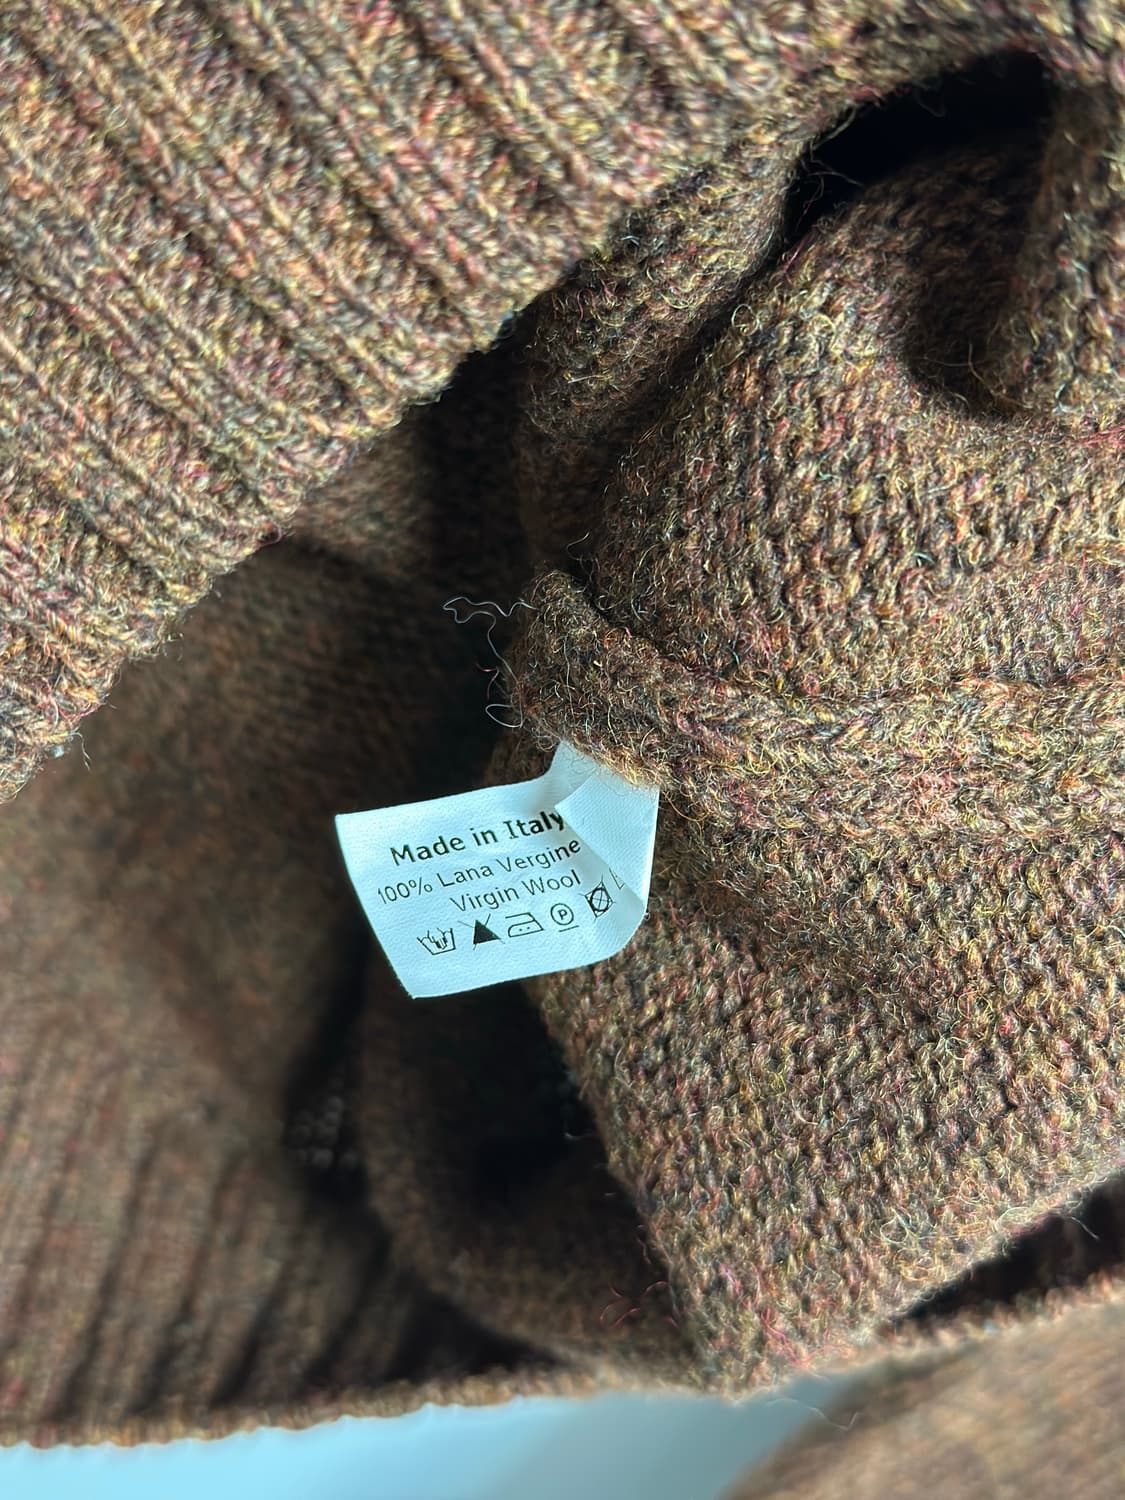 Made in Italy
100% Lana Vergine
Virgin Wool
P